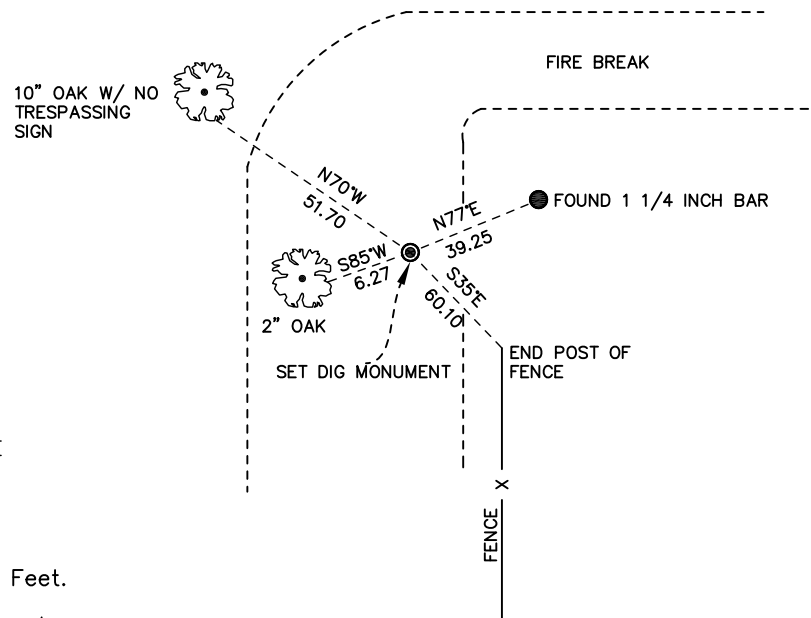 FIRE BREAK
10" OAK W/ NO
TRESPASSING
SIGN
N70°W
51.70
N77°E
39.25
FOUND 1 1/4 INCH BAR
S85°W
6.27
S35°E
60.10
2" OAK
SET DIG MONUMENT
END POST OF
FENCE
X
FENCE
Feet.